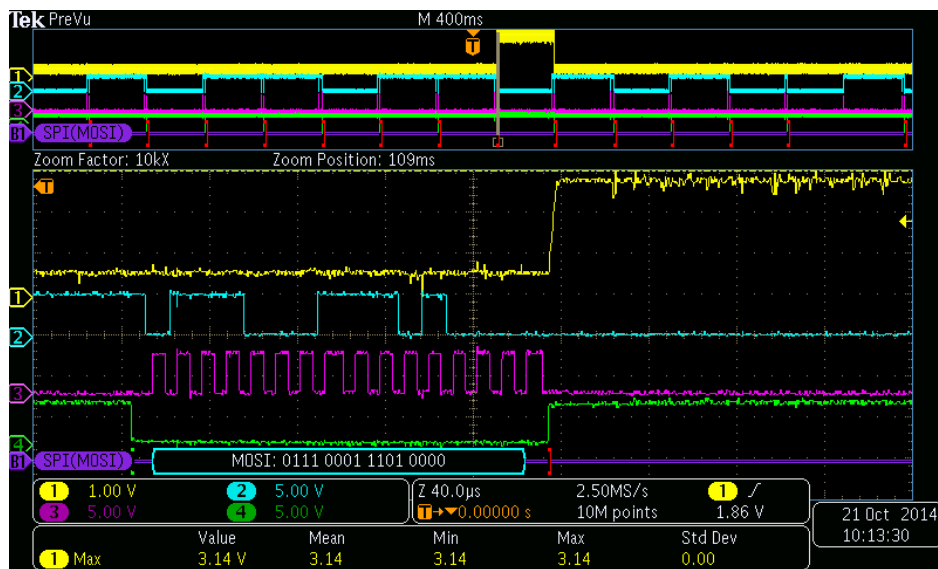 Tek PreVu M 400ms
T
1
2
3
B1 SPI(MOSI)
Zoom Factor: 10kX Zoom Position: 109ms
T
1
2
3
4
B1 SPI(MOSI) MOSI: 0111 0001 1101 0000
1 1.00 V 2 5.00 V Z 40.0µs 2.50MS/s 1 /
3 5.00 V 4 5.00 V T→▼0.00000 s 10M points 1.86 V
21 Oct 2014
10:13:30
Value Mean Min Max Std Dev
1 Max 3.14 V 3.14 3.14 3.14 0.00